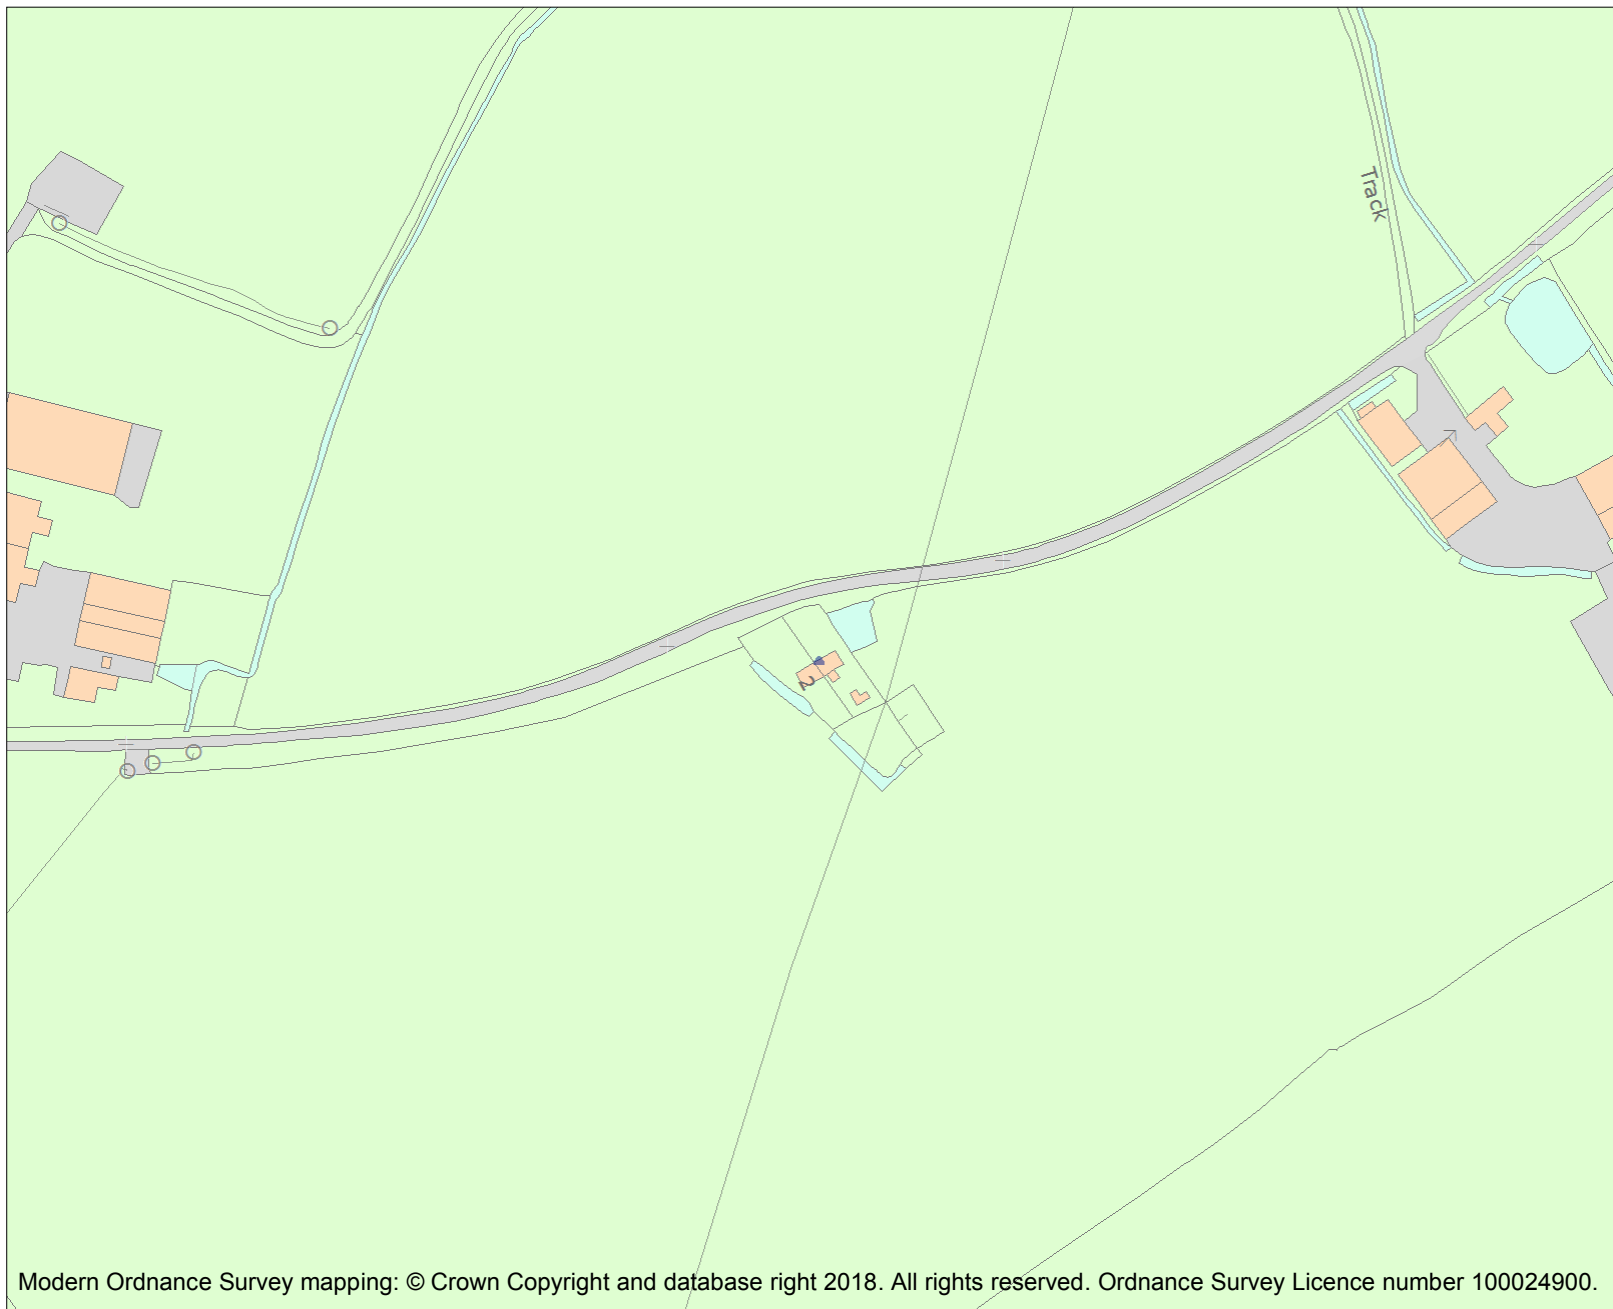 Track
2
Modern Ordnance Survey mapping: © Crown Copyright and database right 2018. All rights reserved. Ordnance Survey Licence number 100024900.